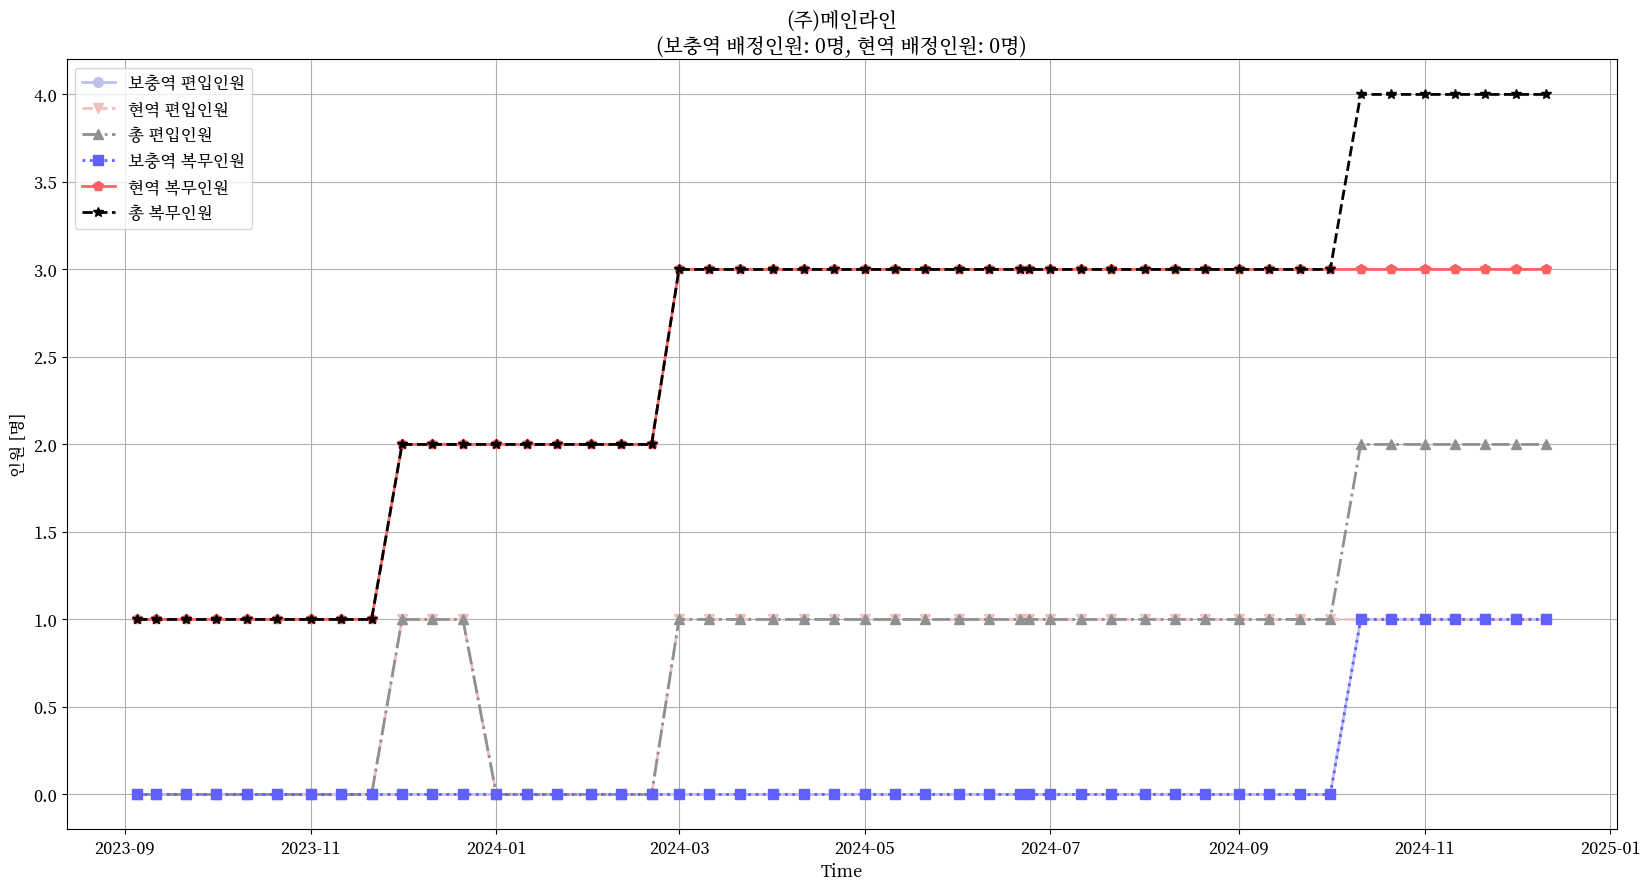 (주)메인라인
(보충역 배정인원: 0명, 현역 배정인원: 0명)
보충역 편입인원
현역 편입인원
총 편입인원
보충역 복무인원
현역 복무인원
총 복무인원
4.0
3.5
3.0
2.5
2.0
1.5
1.0
0.5
0.0
인원 [명]
2023-09 2023-11 2024-01 2024-03 2024-05 2024-07 2024-09 2024-11 2025-01
Time